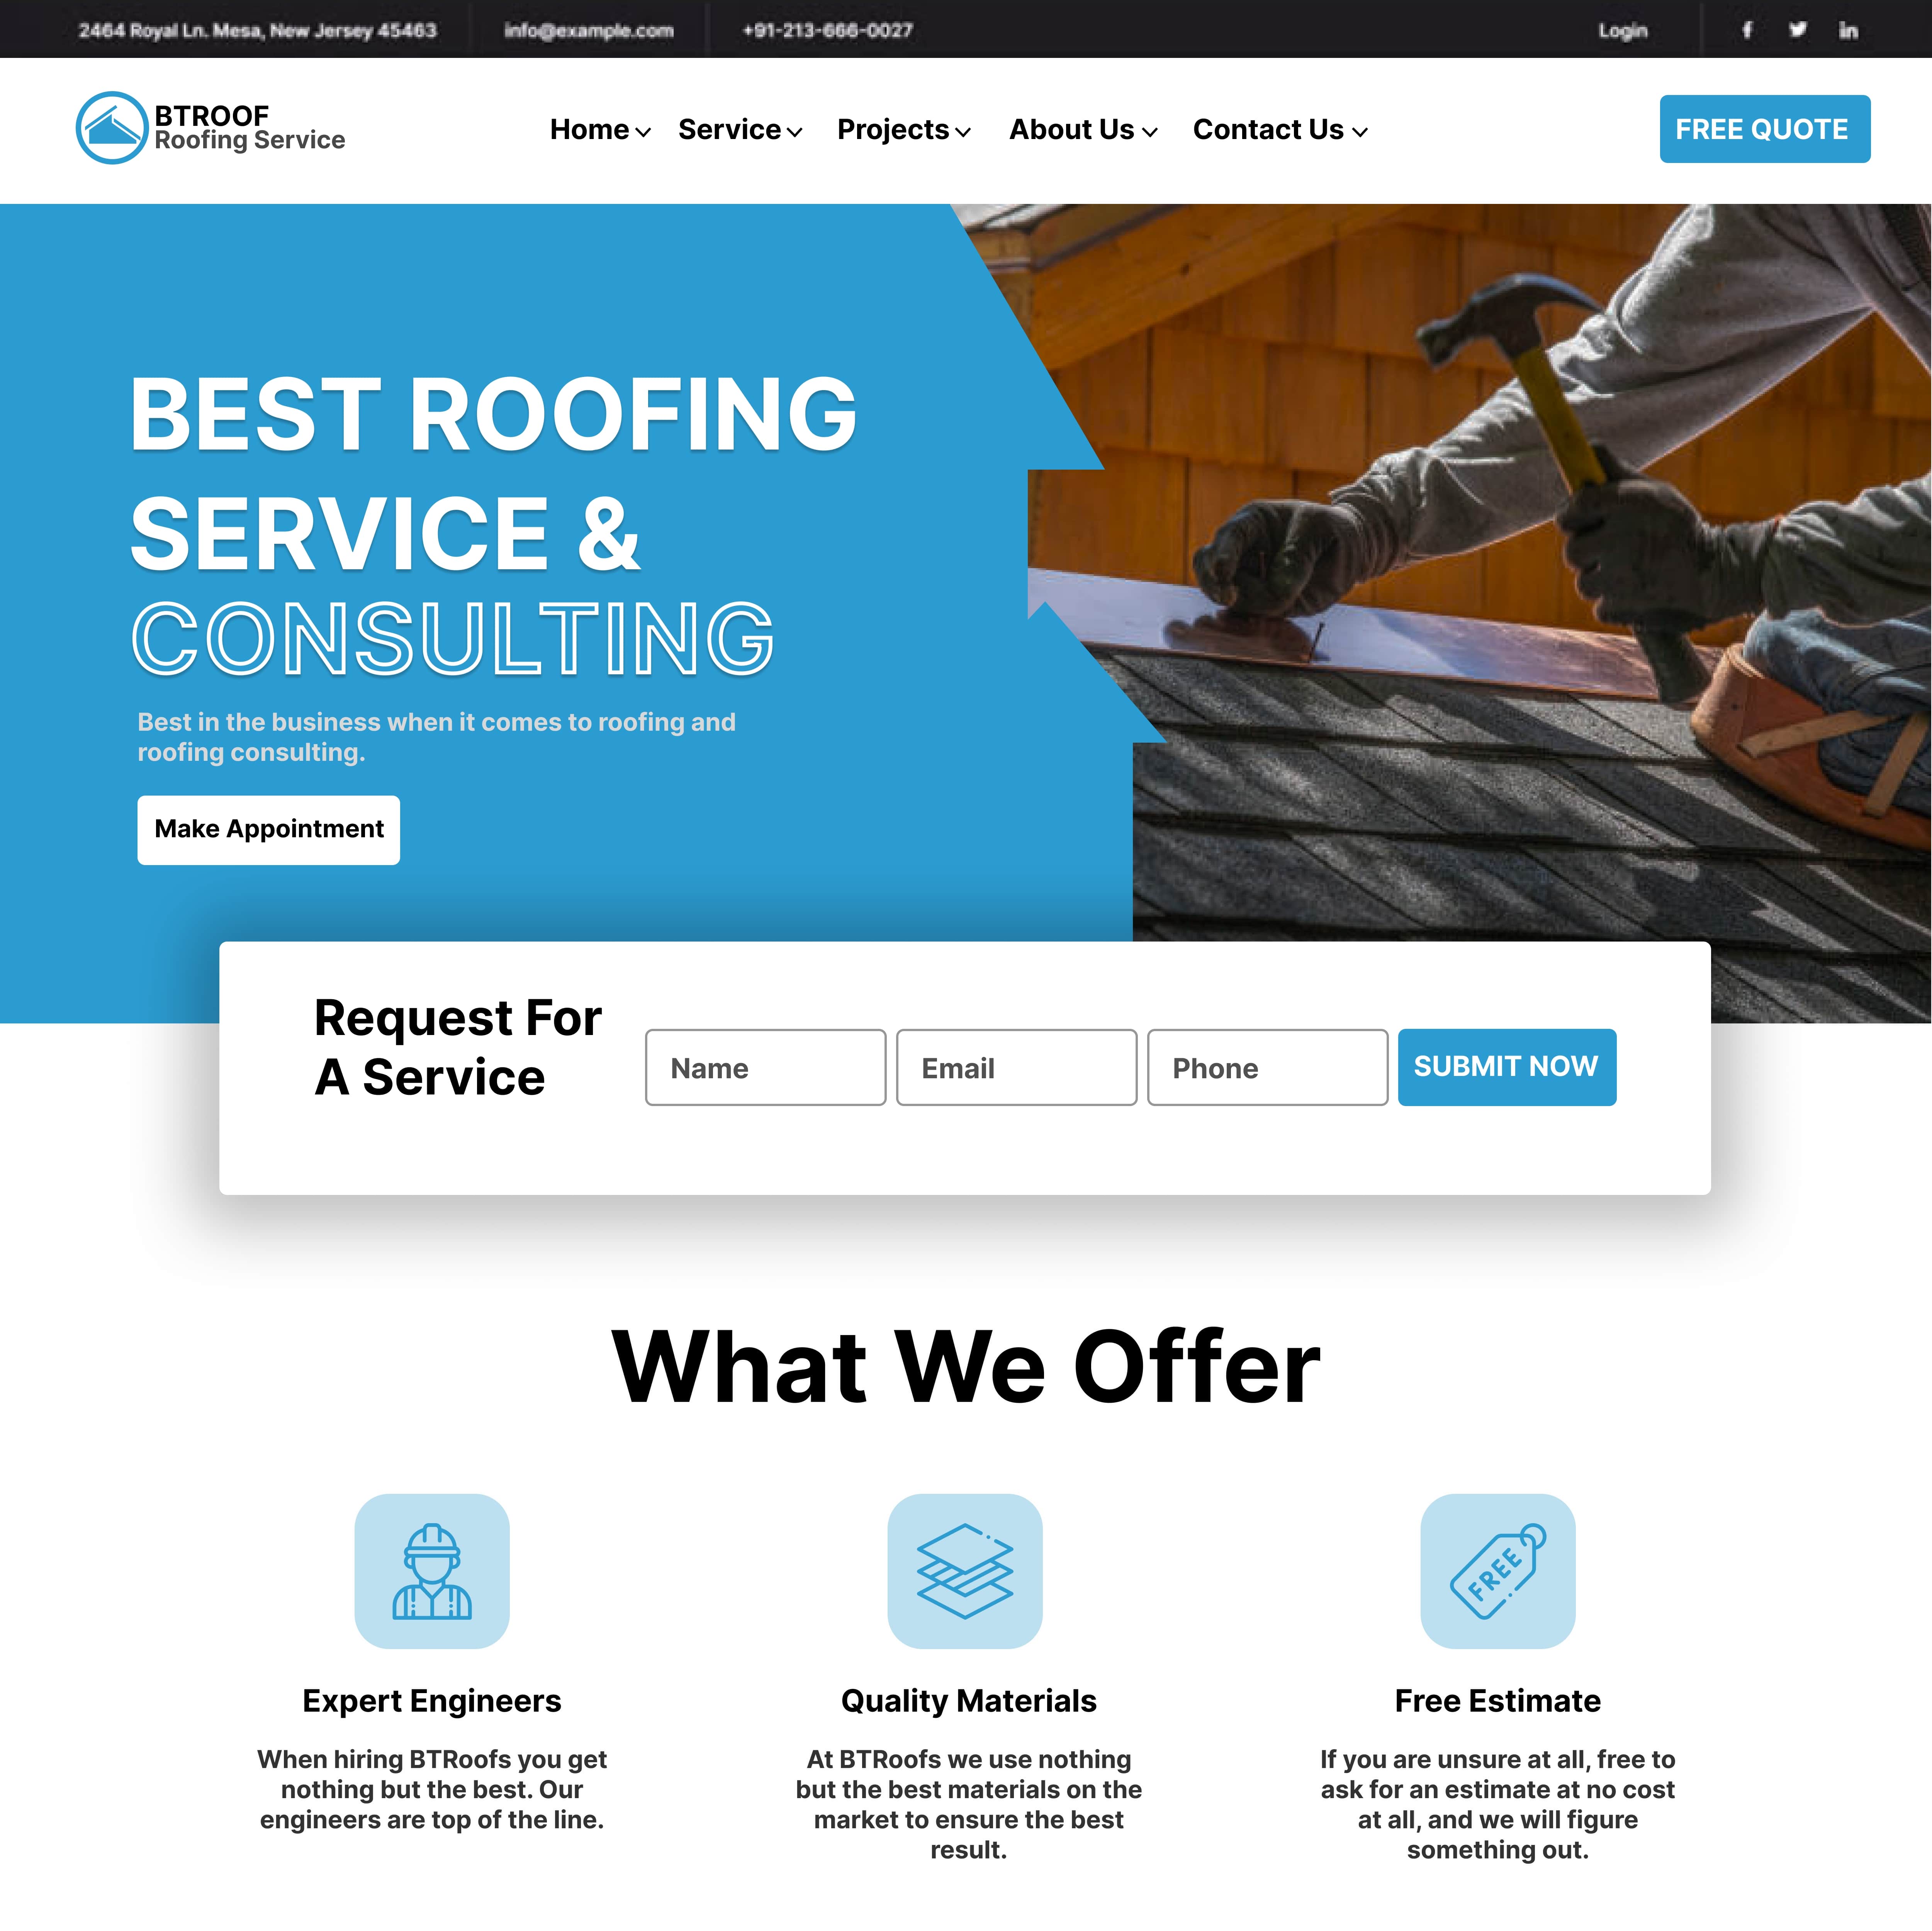 2464 Royal Ln. Mesa, New Jersey 45463
info@example.com
+91-213-666-0027
Login
BTROOF
Roofing Service
Home
Service
Projects
About Us
Contact Us
FREE QUOTE
BEST ROOFING
SERVICE &
CONSULTING
Best in the business when it comes to roofing and
roofing consulting.
Make Appointment
Request For
A Service
Name
Email
Phone
SUBMIT NOW
What We Offer
FREE
Expert Engineers
When hiring BTRoofs you get
nothing but the best. Our
engineers are top of the line.
Quality Materials
At BTRoofs we use nothing
but the best materials on the
market to ensure the best
result.
Free Estimate
If you are unsure at all, free to
ask for an estimate at no cost
at all, and we will figure
something out.